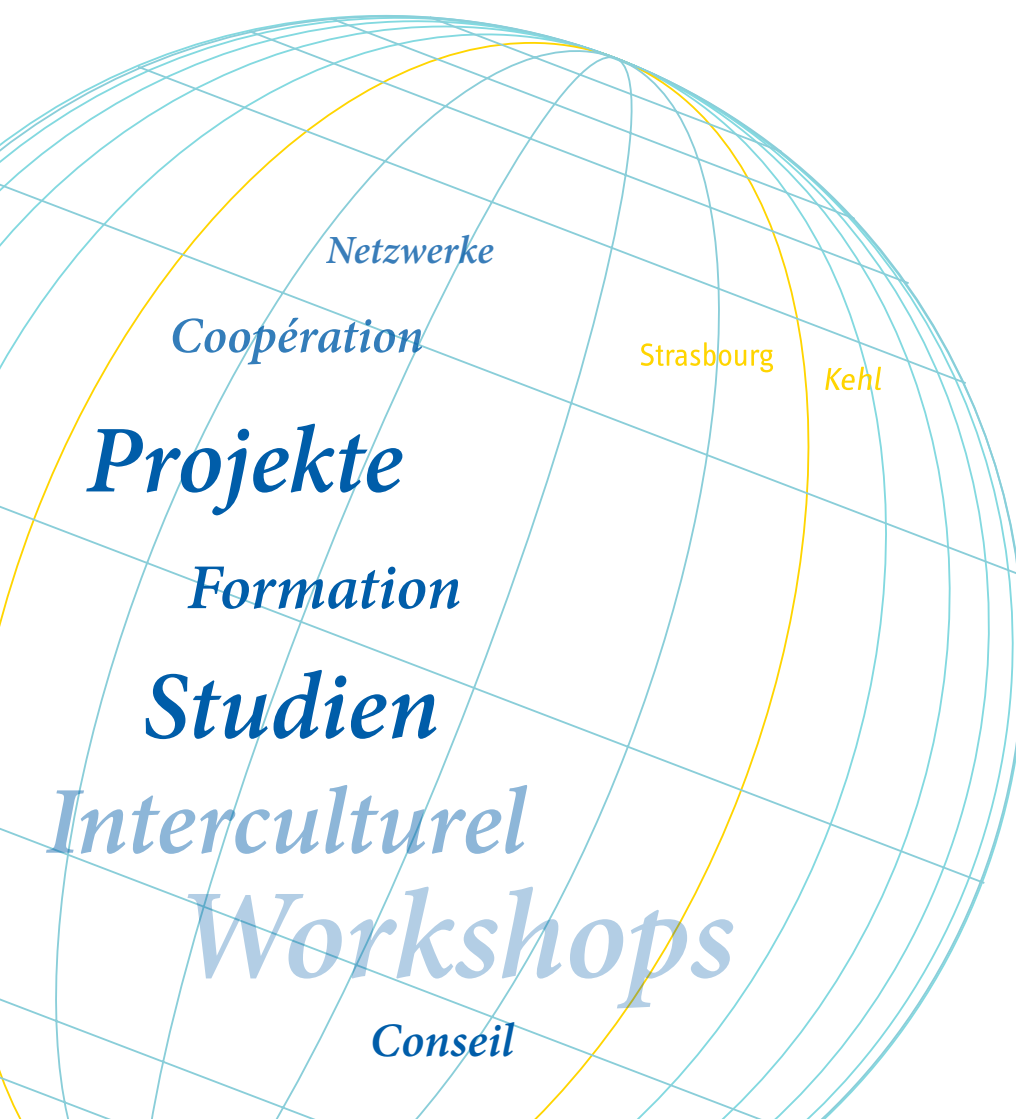 Netzwerke
Coopération
Strasbourg
Kehl
Projekte
Formation
Studien
Interculturel
Workshops
Conseil